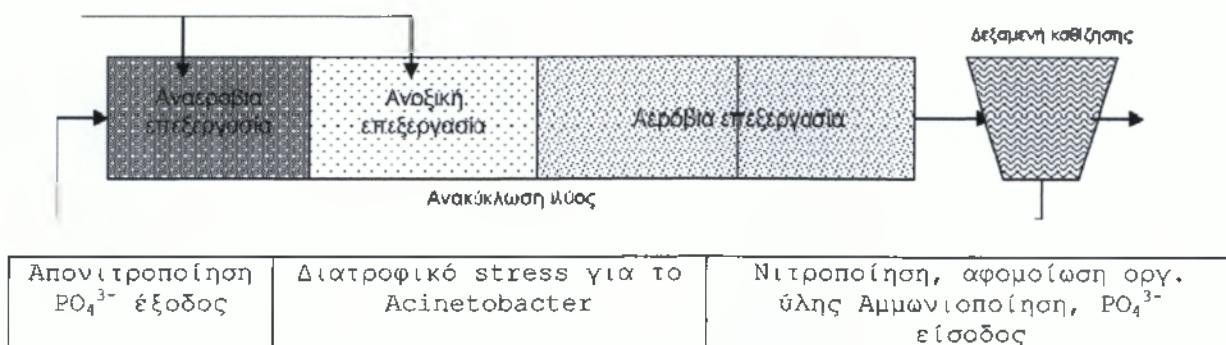 Δεξαμενή καθίζησης
Αναερόβια
επεξεργασία
Ανοξική
επεξεργασία
Αερόβια επεξεργασία
Ανακύκλωση ιλύος
Απονιτροποίηση
PO₄³⁻ έξοδος
Διατροφικό stress για το
Acinetobacter
Νιτροποίηση, αφομοίωση οργ.
ύλης Αμμωνιοποίηση, PO₄³⁻
είσοδος